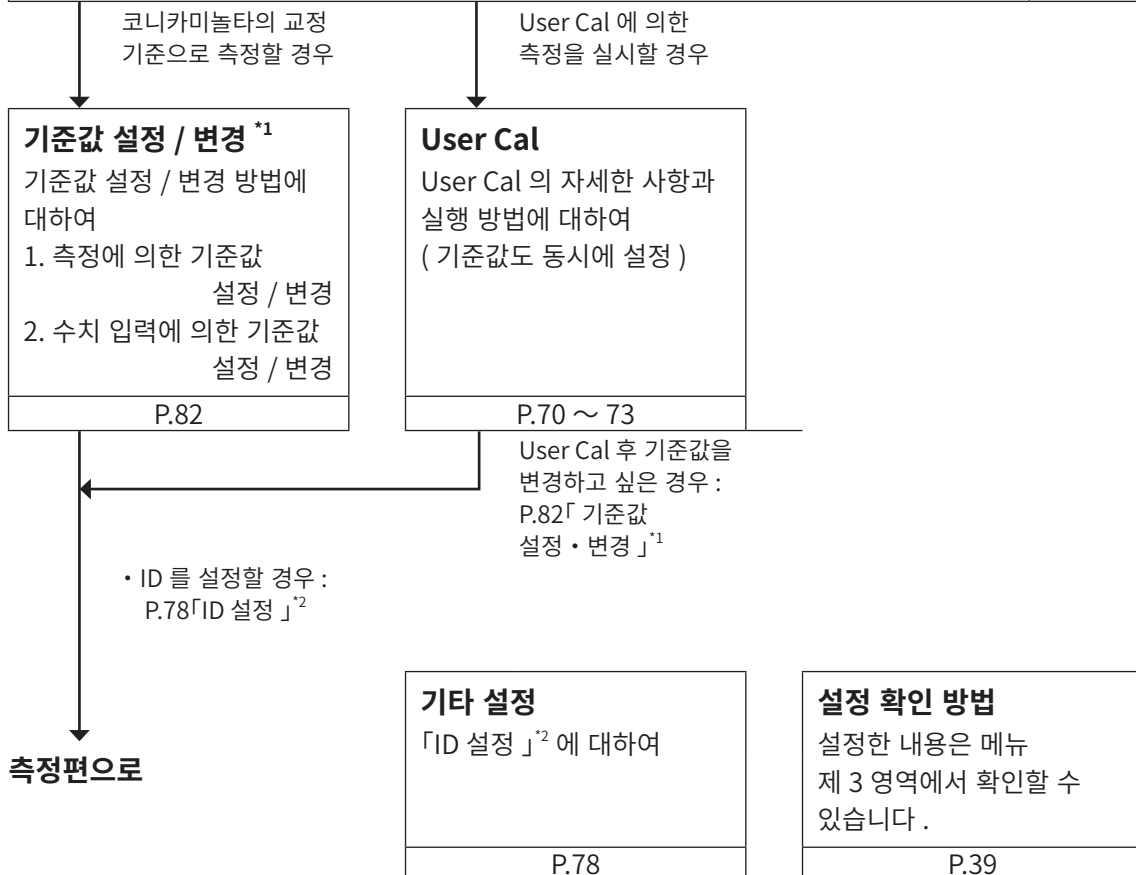 코니카미놀타의 교정
기준으로 측정할 경우
User Cal 에 의한
측정을 실시할 경우
기준값 설정 / 변경 *1
기준값 설정 / 변경 방법에
대하여
1. 측정에 의한 기준값
설정 / 변경
2. 수치 입력에 의한 기준값
설정 / 변경
P.82
User Cal
User Cal 의 자세한 사항과
실행 방법에 대하여
( 기준값도 동시에 설정 )
P.70 ～ 73
User Cal 후 기준값을
변경하고 싶은 경우 :
P.82「 기준값
설정・변경 」*1
・ID 를 설정할 경우 :
P.78「ID 설정 」*2
측정편으로
기타 설정
「ID 설정 」*2 에 대하여
P.78
설정 확인 방법
설정한 내용은 메뉴
제 3 영역에서 확인할 수
있습니다 .
P.39